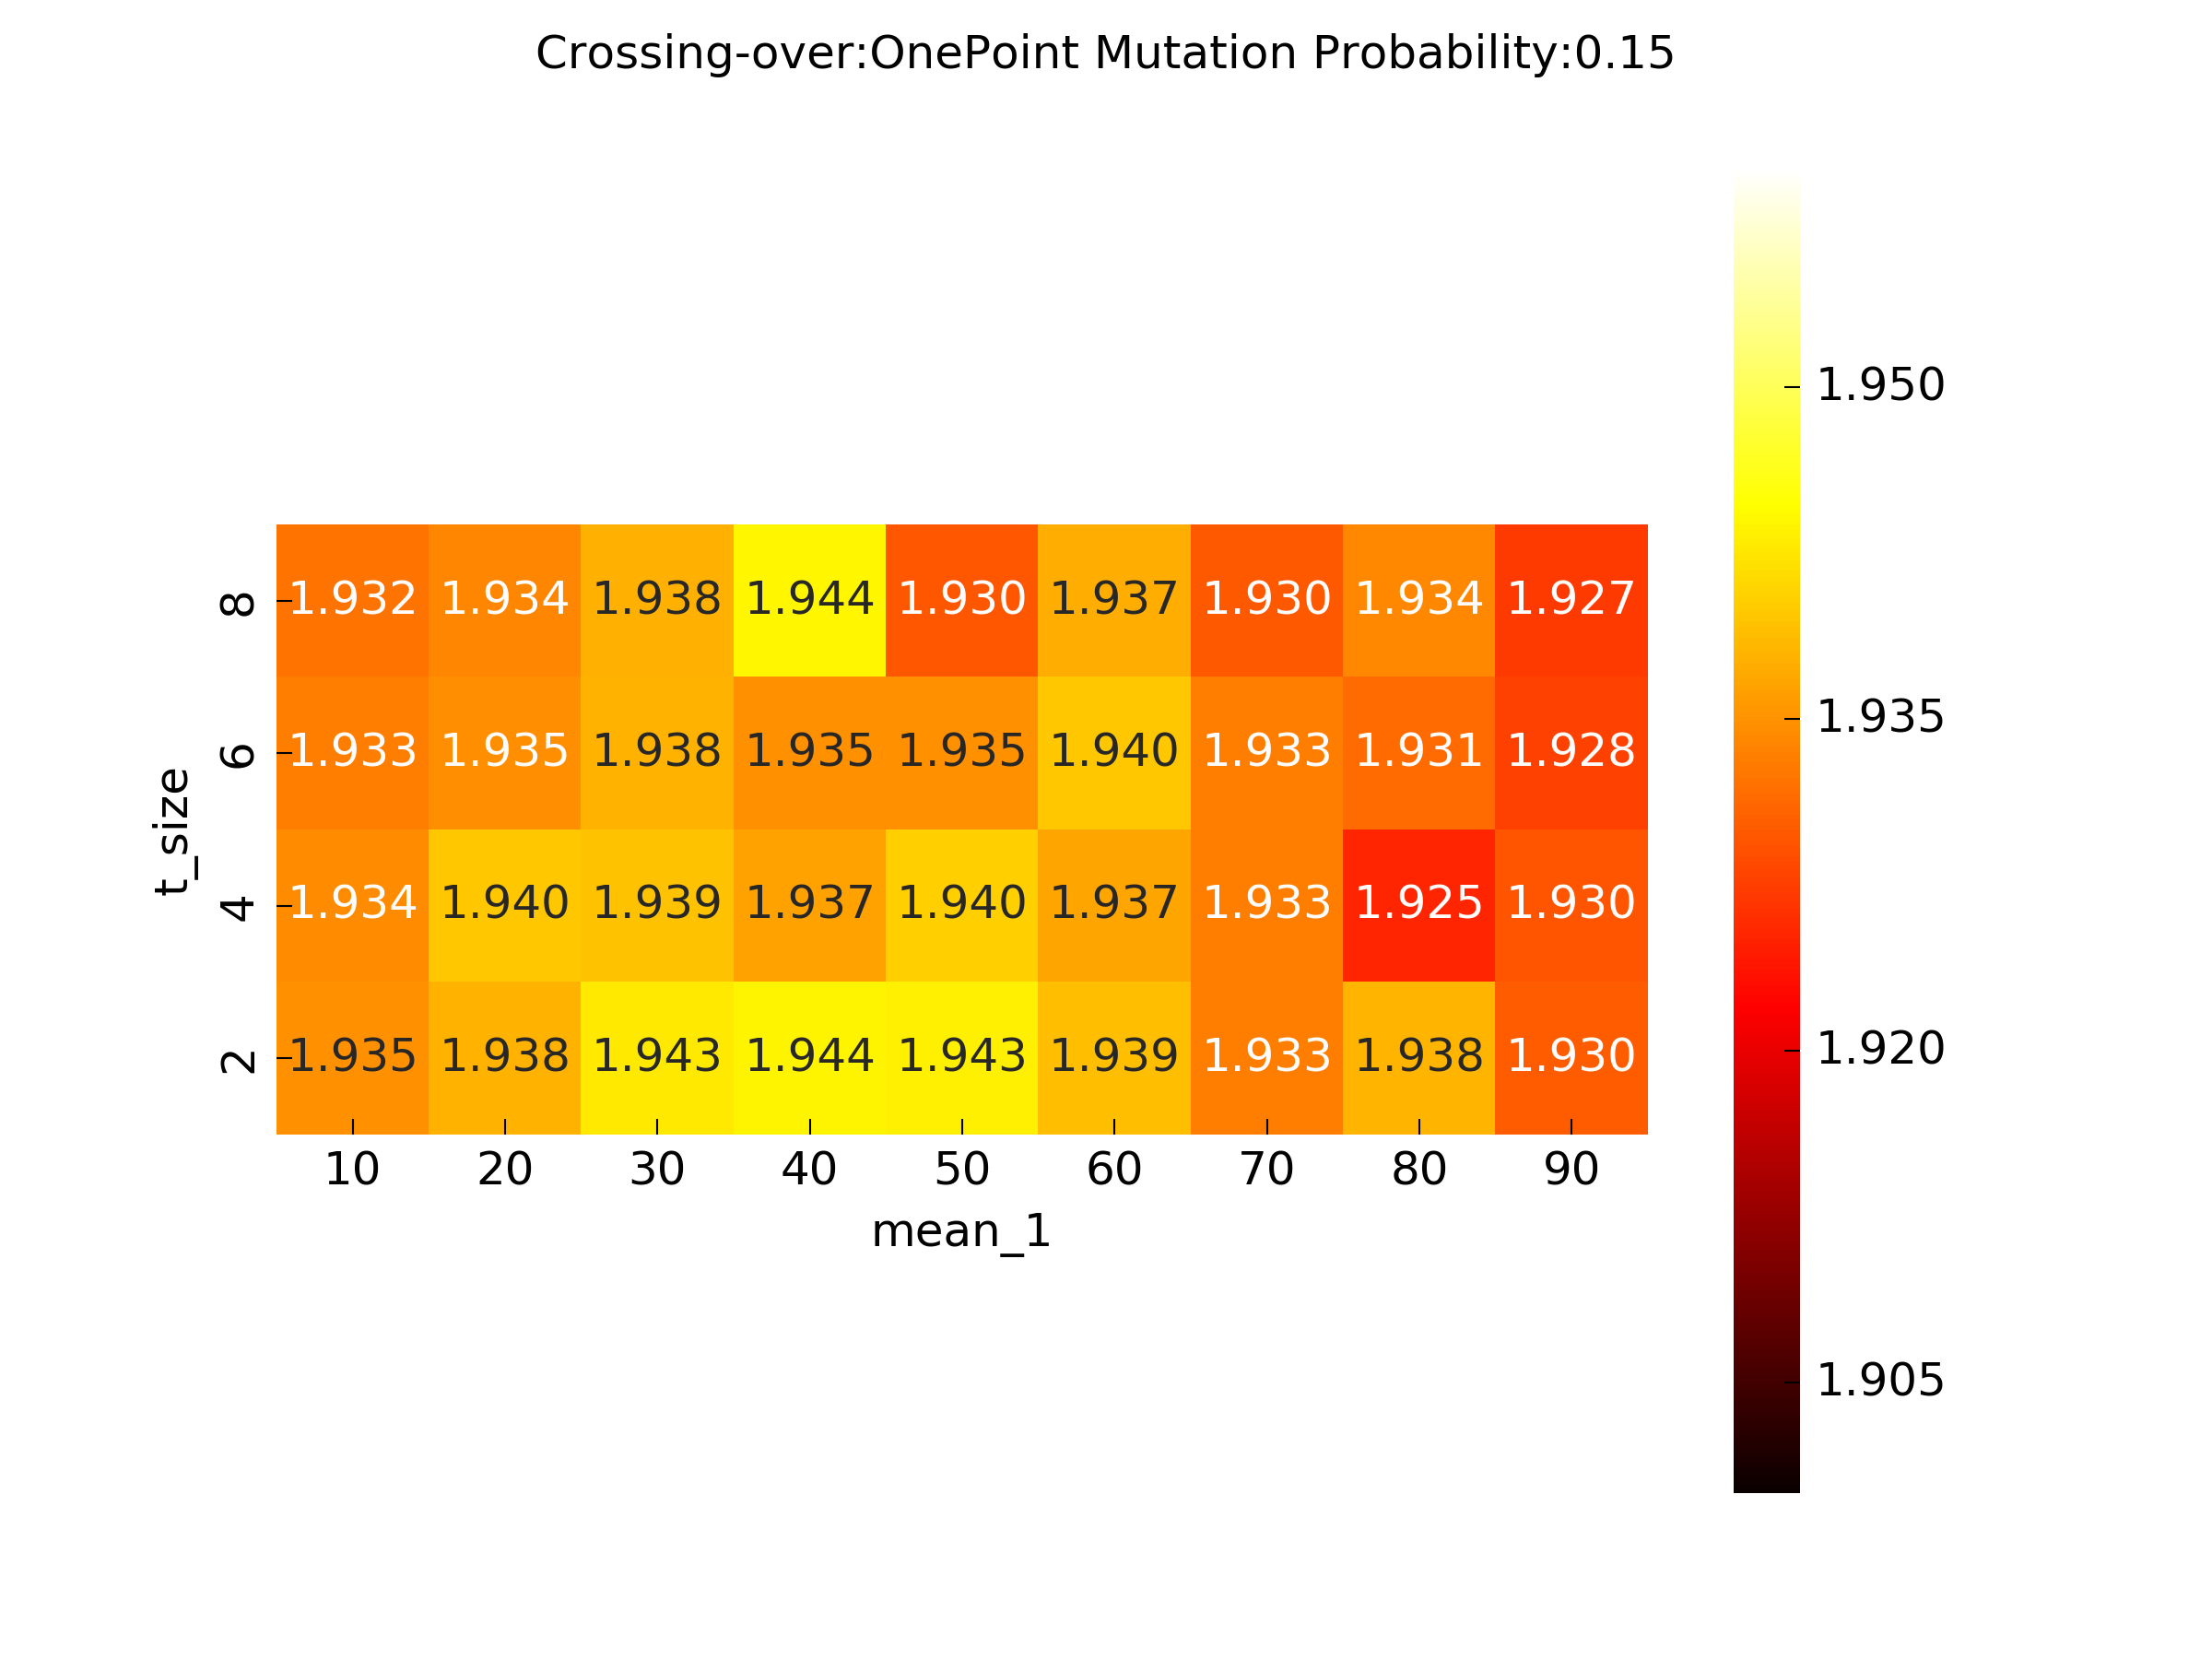 Crossing-over:OnePoint Mutation Probability:0.15
1.950
1.935
1.920
1.905
t_size
8 1.932 1.934 1.938 1.944 1.930 1.937 1.930 1.934 1.927
6 1.933 1.935 1.938 1.935 1.935 1.940 1.933 1.931 1.928
4 1.934 1.940 1.939 1.937 1.940 1.937 1.933 1.925 1.930
2 1.935 1.938 1.943 1.944 1.943 1.939 1.933 1.938 1.930
10 20 30 40 50 60 70 80 90
mean_1